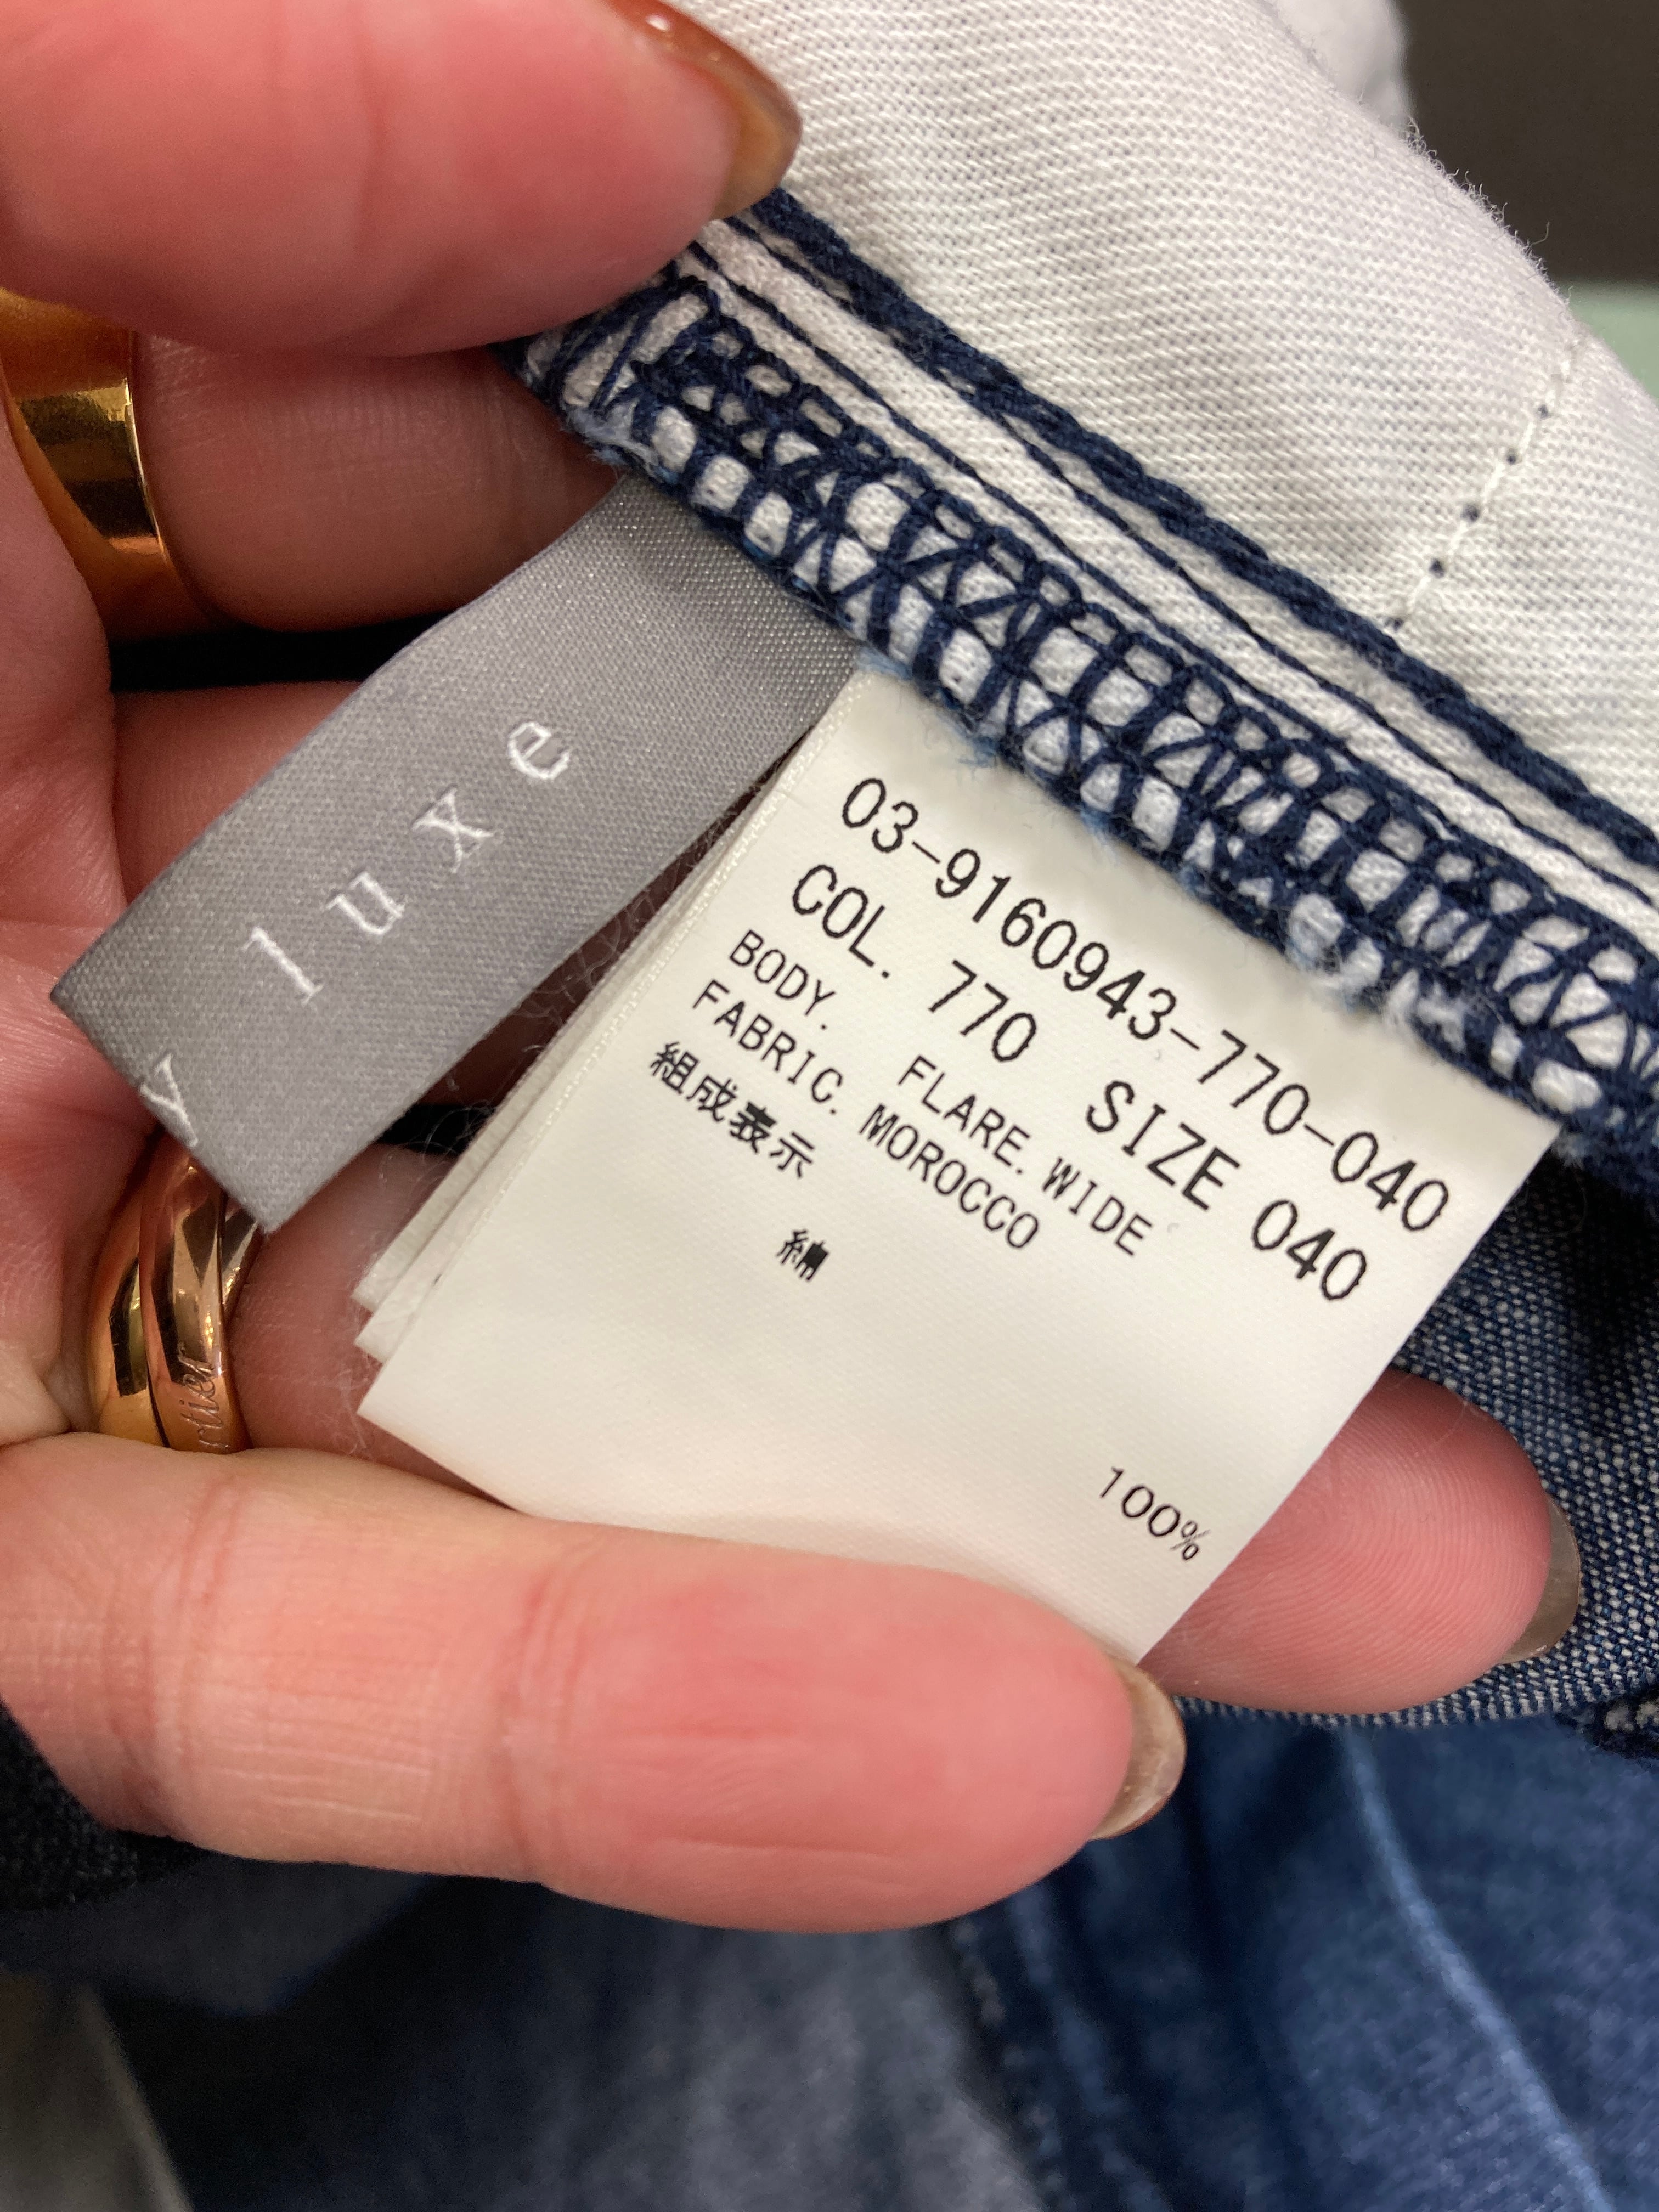 y luxe
03-9160943-770-040
COL. 770 SIZE 040
BODY. FLARE. WIDE
FABRIC. MOROCCO
組成表示
綿
100%
rtier